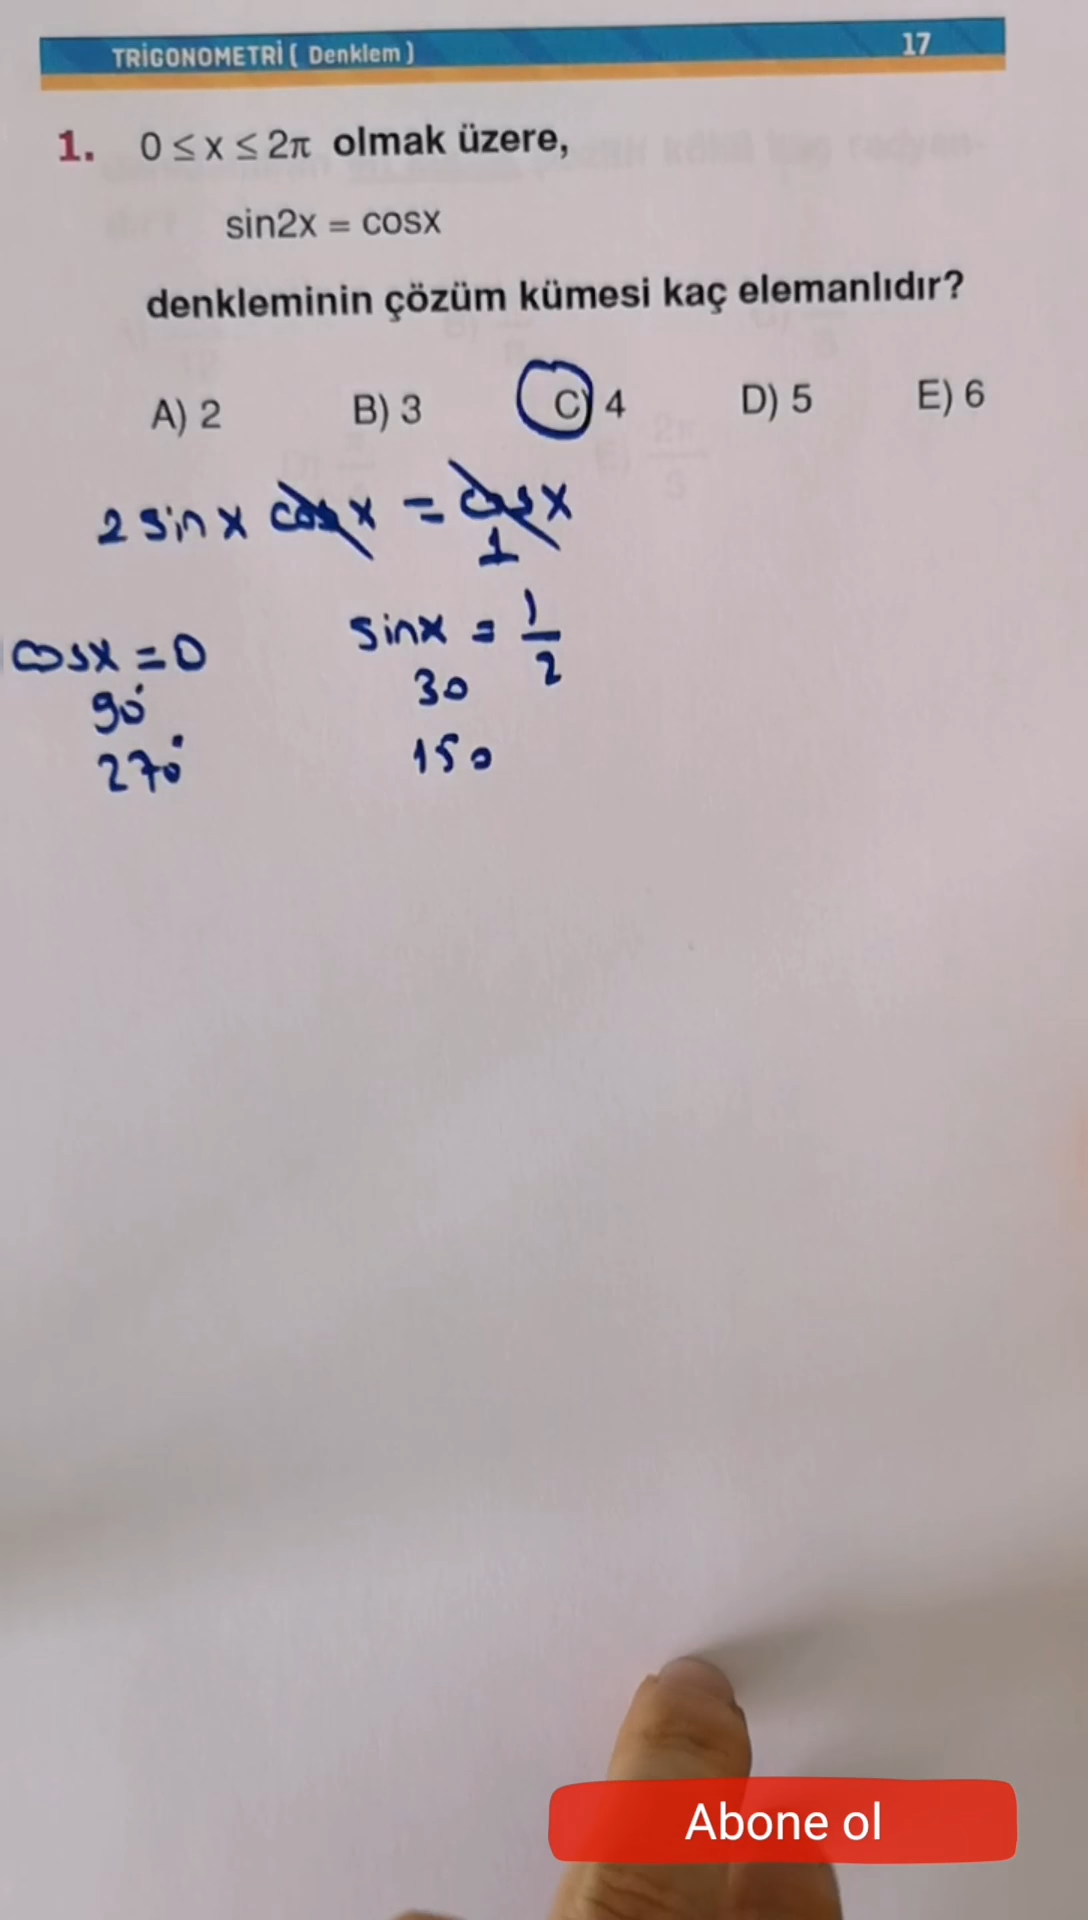 TRİGONOMETRİ ( Denklem ) 17
1. 0 ≤ x ≤ 2π olmak üzere,
sin2x = cosx
denkleminin çözüm kümesi kaç elemanlıdır?
A) 2 B) 3 C) 4 D) 5 E) 6
2 sin x cosx = cosx
1
cosx = 0 sinx = 1/2
90° 30
270° 150
Abone ol